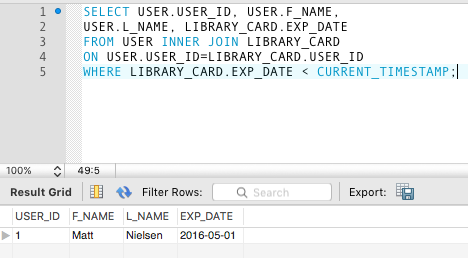 1 SELECT USER.USER_ID, USER.F_NAME,
2 USER.L_NAME, LIBRARY_CARD.EXP_DATE
3 FROM USER INNER JOIN LIBRARY_CARD
4 ON USER.USER_ID=LIBRARY_CARD.USER_ID
5 WHERE LIBRARY_CARD.EXP_DATE < CURRENT_TIMESTAMP;
100% 49:5
Result Grid Filter Rows: Search Export:
USER_ID F_NAME L_NAME EXP_DATE
1 Matt Nielsen 2016-05-01